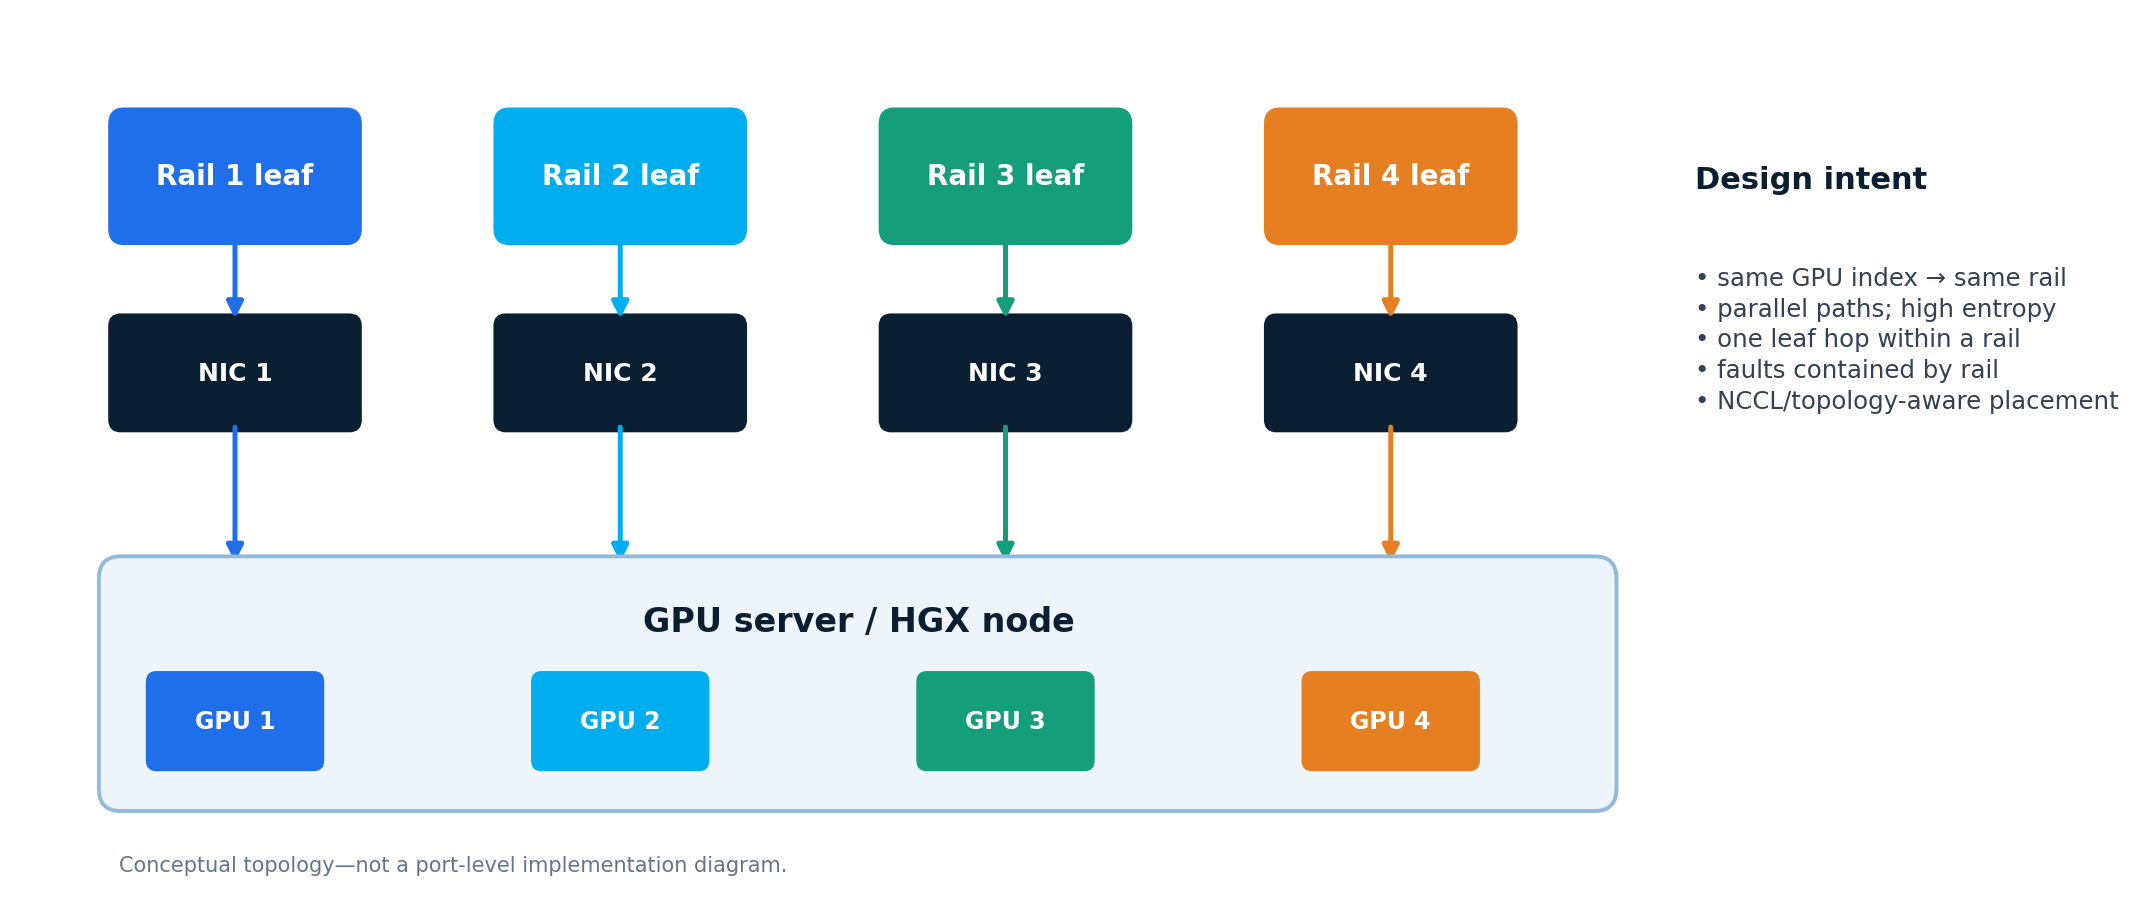 Rail 1 leaf
Rail 2 leaf
Rail 3 leaf
Rail 4 leaf
NIC 1
NIC 2
NIC 3
NIC 4
GPU server / HGX node
GPU 1
GPU 2
GPU 3
GPU 4
Design intent
• same GPU index → same rail
• parallel paths; high entropy
• one leaf hop within a rail
• faults contained by rail
• NCCL/topology-aware placement
Conceptual topology—not a port-level implementation diagram.